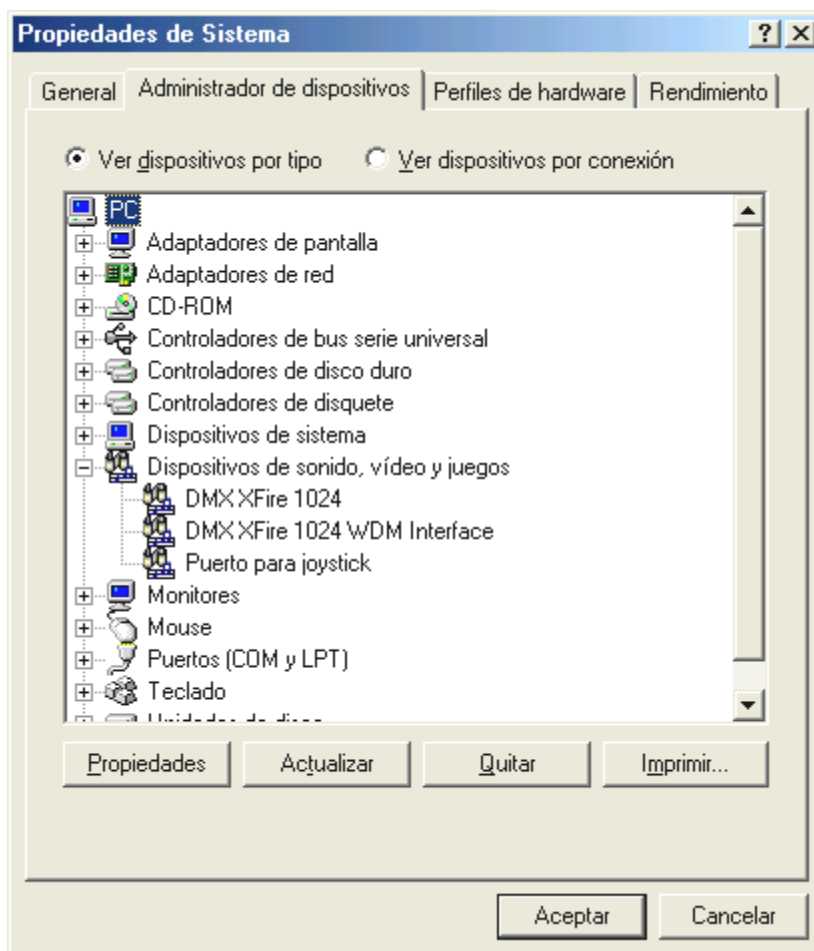 Propiedades de Sistema
General Administrador de dispositivos Perfiles de hardware Rendimiento
Ver dispositivos por tipo Ver dispositivos por conexión
PC
Adaptadores de pantalla
Adaptadores de red
CD-ROM
Controladores de bus serie universal
Controladores de disco duro
Controladores de disquete
Dispositivos de sistema
Dispositivos de sonido, vídeo y juegos
DMX XFire 1024
DMX XFire 1024 WDM Interface
Puerto para joystick
Monitores
Mouse
Puertos (COM y LPT)
Teclado
Unidades de disco
Propiedades Actualizar Quitar Imprimir...
Aceptar Cancelar